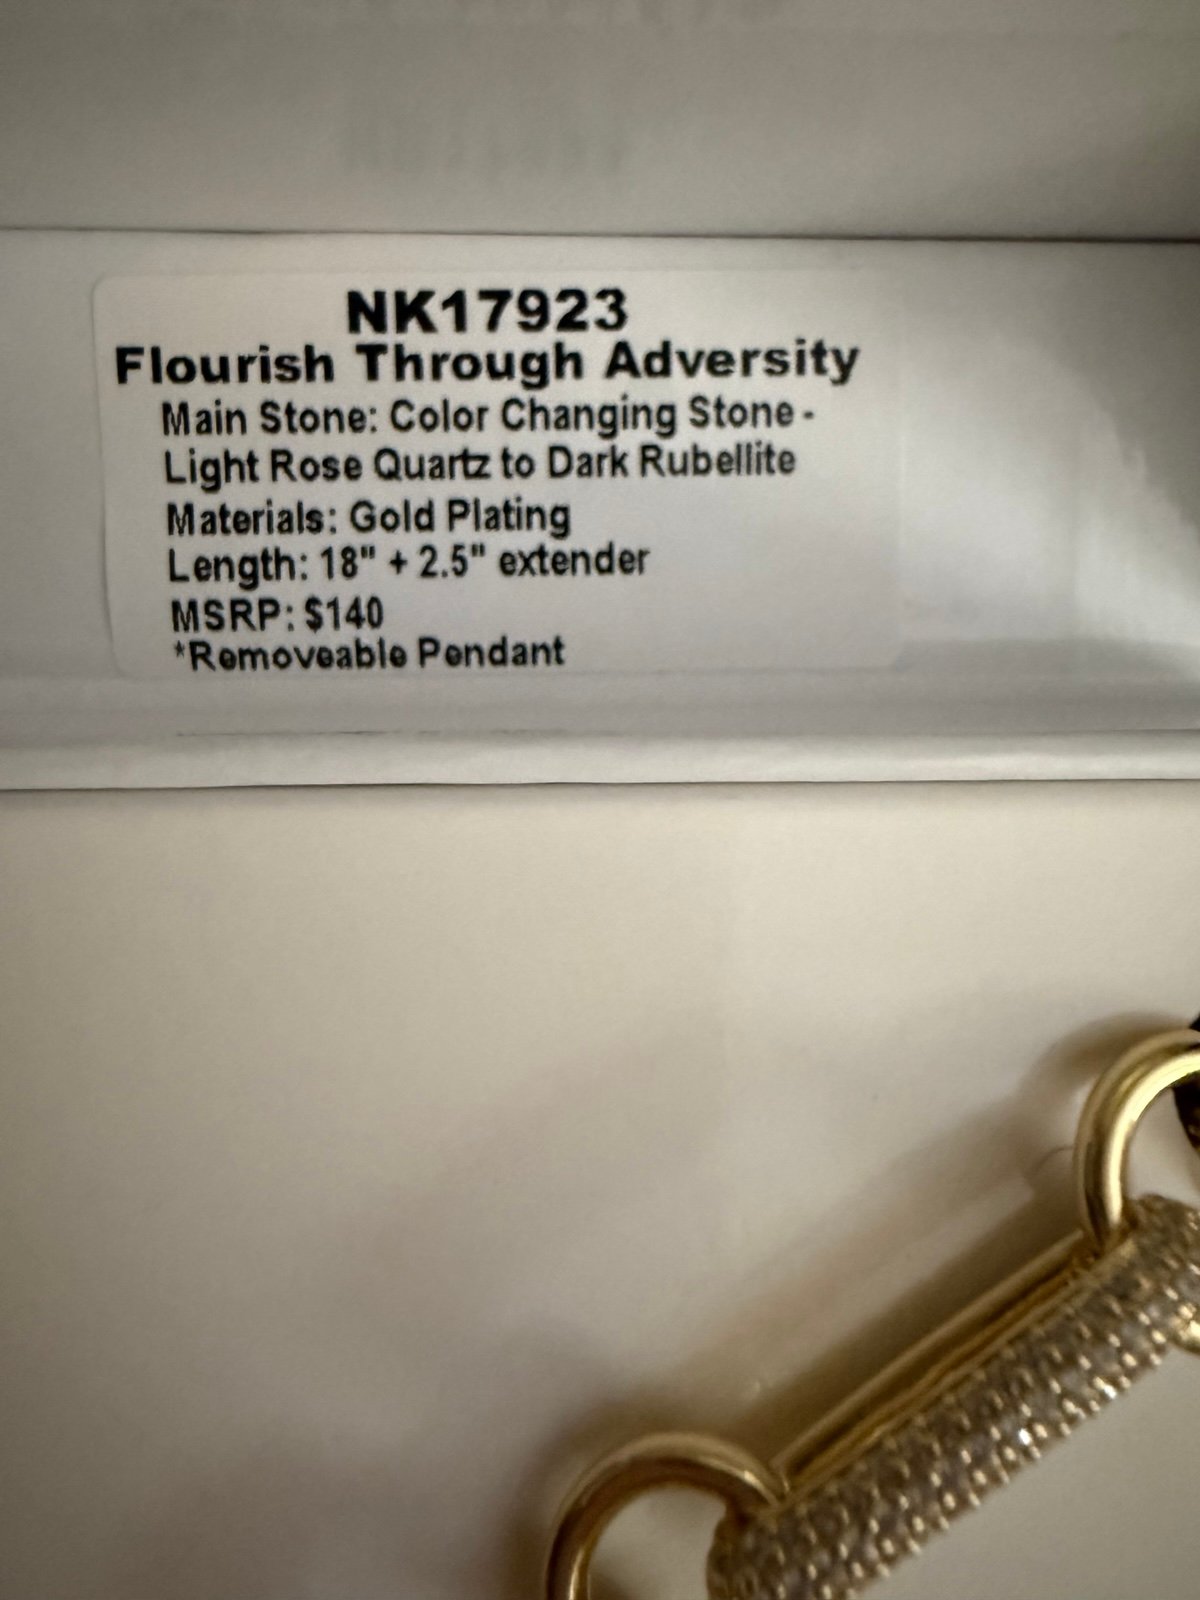 NK17923
Flourish Through Adversity
Main Stone: Color Changing Stone -
Light Rose Quartz to Dark Rubellite
Materials: Gold Plating
Length: 18" + 2.5" extender
MSRP: $140
*Removeable Pendant